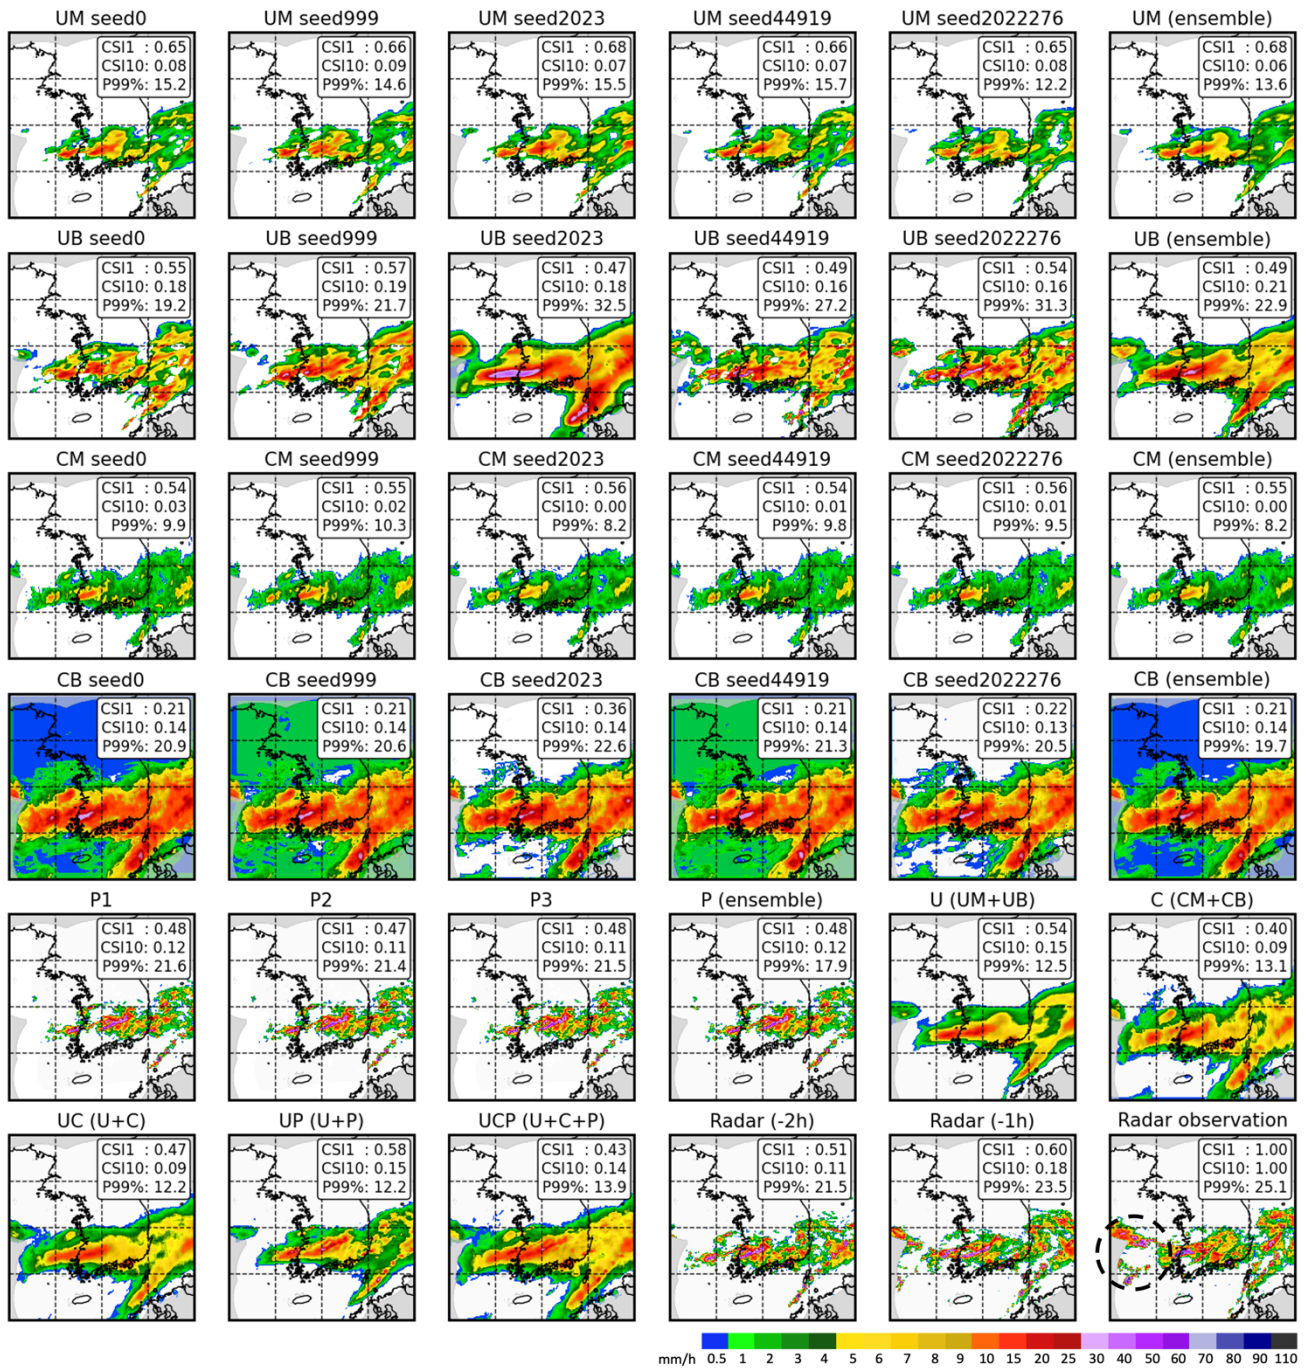 UM seed0
CSI1 : 0.65
CSI10: 0.08
P99%: 15.2
UM seed999
CSI1 : 0.66
CSI10: 0.09
P99%: 14.6
UM seed2023
CSI1 : 0.68
CSI10: 0.07
P99%: 15.5
UM seed44919
CSI1 : 0.66
CSI10: 0.07
P99%: 15.7
UM seed2022276
CSI1 : 0.65
CSI10: 0.08
P99%: 12.2
UM (ensemble)
CSI1 : 0.68
CSI10: 0.06
P99%: 13.6
UB seed0
CSI1 : 0.55
CSI10: 0.18
P99%: 19.2
UB seed999
CSI1 : 0.57
CSI10: 0.19
P99%: 21.7
UB seed2023
CSI1 : 0.47
CSI10: 0.18
P99%: 32.5
UB seed44919
CSI1 : 0.49
CSI10: 0.16
P99%: 27.2
UB seed2022276
CSI1 : 0.54
CSI10: 0.16
P99%: 31.3
UB (ensemble)
CSI1 : 0.49
CSI10: 0.21
P99%: 22.9
CM seed0
CSI1 : 0.54
CSI10: 0.03
P99%: 9.9
CM seed999
CSI1 : 0.55
CSI10: 0.02
P99%: 10.3
CM seed2023
CSI1 : 0.56
CSI10: 0.00
P99%: 8.2
CM seed44919
CSI1 : 0.54
CSI10: 0.01
P99%: 9.8
CM seed2022276
CSI1 : 0.56
CSI10: 0.01
P99%: 9.5
CM (ensemble)
CSI1 : 0.55
CSI10: 0.00
P99%: 8.2
CB seed0
CSI1 : 0.21
CSI10: 0.14
P99%: 20.9
CB seed999
CSI1 : 0.21
CSI10: 0.14
P99%: 20.6
CB seed2023
CSI1 : 0.36
CSI10: 0.14
P99%: 22.6
CB seed44919
CSI1 : 0.21
CSI10: 0.14
P99%: 21.3
CB seed2022276
CSI1 : 0.22
CSI10: 0.13
P99%: 20.5
CB (ensemble)
CSI1 : 0.21
CSI10: 0.14
P99%: 19.7
P1
CSI1 : 0.48
CSI10: 0.12
P99%: 21.6
P2
CSI1 : 0.47
CSI10: 0.11
P99%: 21.4
P3
CSI1 : 0.48
CSI10: 0.11
P99%: 21.5
P (ensemble)
CSI1 : 0.48
CSI10: 0.12
P99%: 17.9
U (UM+UB)
CSI1 : 0.54
CSI10: 0.15
P99%: 12.5
C (CM+CB)
CSI1 : 0.40
CSI10: 0.09
P99%: 13.1
UC (U+C)
CSI1 : 0.47
CSI10: 0.09
P99%: 12.2
UP (U+P)
CSI1 : 0.58
CSI10: 0.15
P99%: 12.2
UCP (U+C+P)
CSI1 : 0.43
CSI10: 0.14
P99%: 13.9
Radar (-2h)
CSI1 : 0.51
CSI10: 0.11
P99%: 21.5
Radar (-1h)
CSI1 : 0.60
CSI10: 0.18
P99%: 23.5
Radar observation
CSI1 : 1.00
CSI10: 1.00
P99%: 25.1
mm/h 0.5 1 2 3 4 5 6 7 8 9 10 15 20 25 30 40 50 60 70 80 90 110